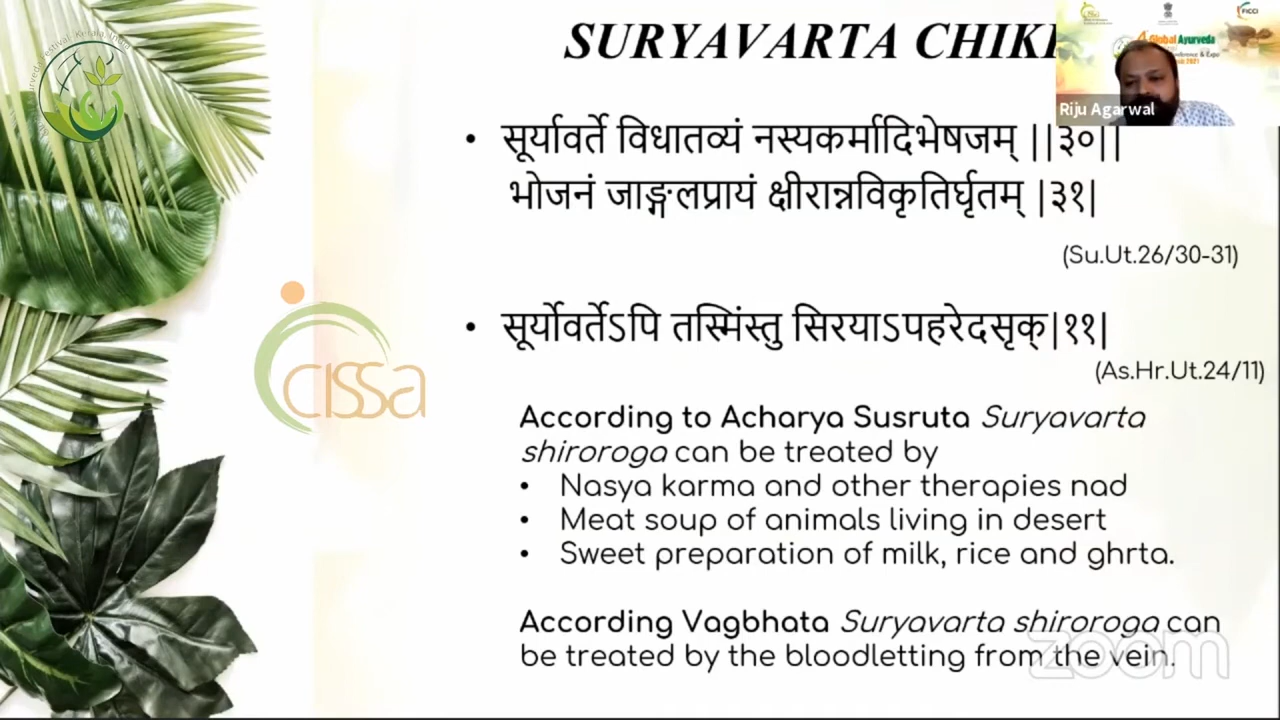 SURYAVARTA CHIKI
Global Ayurveda
Riju Agarwal
FICCI
• सूर्यावर्ते विधातव्यं नस्यकर्मादिभेषजम् ||३०||
भोजनं जाङ्गलप्रायं क्षीरान्नविकृतिर्घृतम् |३१|
(Su.Ut.26/30-31)
• सूर्योवर्तेऽपि तस्मिंस्तु सिरयाऽपहरेदसृक्|११|
(As.Hr.Ut.24/11)
cissa
According to Acharya Susruta Suryavarta
shiroroga can be treated by
• Nasya karma and other therapies nad
• Meat soup of animals living in desert
• Sweet preparation of milk, rice and ghrta.
According Vagbhata Suryavarta shiroroga can
be treated by the bloodletting from the vein.
zoom